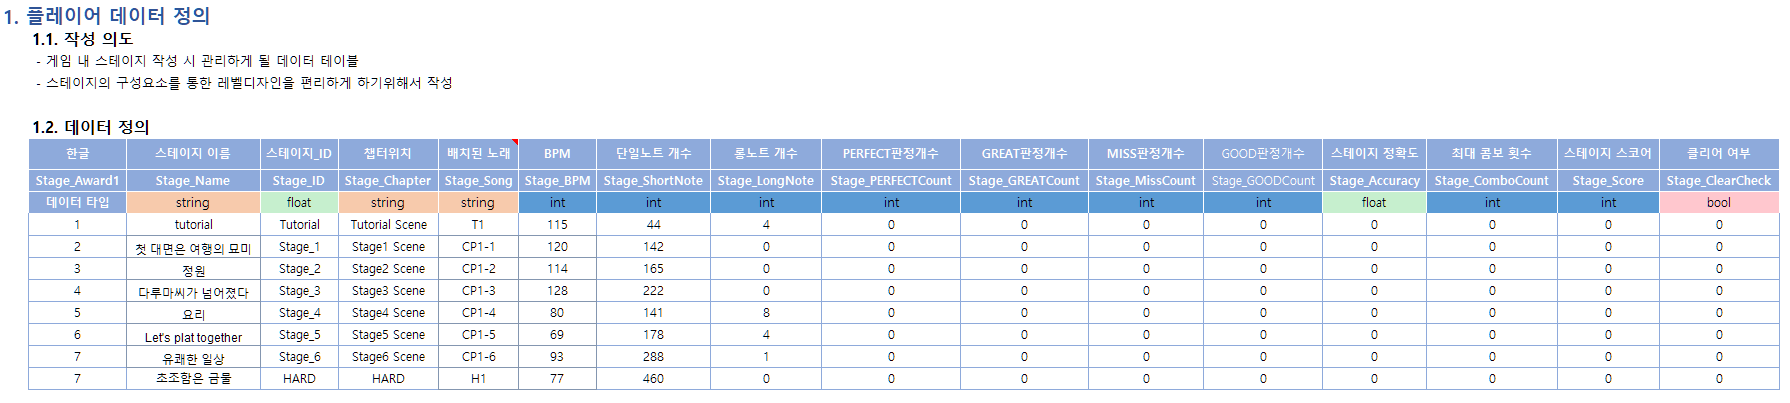 1. 플레이어 데이터 정의
1.1. 작성 의도
- 게임 내 스테이지 작성 시 관리하게 될 데이터 테이블
- 스테이지의 구성요소를 통한 레벨디자인을 편리하게 하기위해서 작성
1.2. 데이터 정의
한글 스테이지 이름 스테이지_ID 챕터위치 배치된 노래 BPM 단일노트 개수 롱노트 개수 PERFECT판정개수 GREAT판정개수 MISS판정개수 GOOD판정개수 스테이지 정확도 최대 콤보 횟수 스테이지 스코어 클리어 여부
Stage_Award1 Stage_Name Stage_ID Stage_Chapter Stage_Song Stage_BPM Stage_ShortNote Stage_LongNote Stage_PERFECTCount Stage_GREATCount Stage_MissCount Stage_GOODCount Stage_Accuracy Stage_ComboCount Stage_Score Stage_ClearCheck
데이터 타입 string float string string int int int int int int int float int int bool
1 tutorial Tutorial Tutorial Scene T1 115 44 4 0 0 0 0 0 0 0 0
2 첫 대면은 여행의 묘미 Stage_1 Stage1 Scene CP1-1 120 142 0 0 0 0 0 0 0 0 0
3 정원 Stage_2 Stage2 Scene CP1-2 114 165 0 0 0 0 0 0 0 0 0
4 다루마씨가 넘어졌다 Stage_3 Stage3 Scene CP1-3 128 222 0 0 0 0 0 0 0 0 0
5 요리 Stage_4 Stage4 Scene CP1-4 80 141 8 0 0 0 0 0 0 0 0
6 Let's plat together Stage_5 Stage5 Scene CP1-5 69 178 4 0 0 0 0 0 0 0 0
7 유쾌한 일상 Stage_6 Stage6 Scene CP1-6 93 288 1 0 0 0 0 0 0 0 0
7 초조함은 금물 HARD HARD H1 77 460 0 0 0 0 0 0 0 0 0